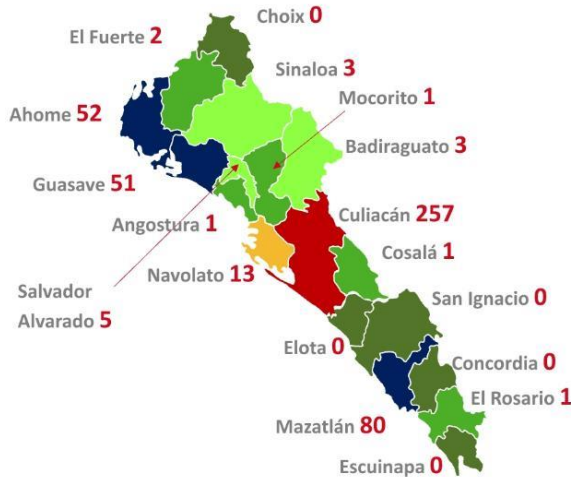 Choix 0
El Fuerte 2
Sinaloa 3
Mocorito 1
Ahome 52
Badiraguato 3
Guasave 51
Culiacán 257
Angostura 1
Cosalá 1
Navolato 13
Salvador
Alvarado 5
San Ignacio 0
Elota 0
Concordia 0
El Rosario 1
Mazatlán 80
Escuinapa 0